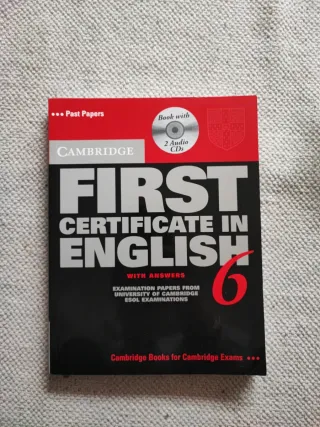 ••• Past Papers
Book with
2 Audio
CDs
CAMBRIDGE
FIRST
CERTIFICATE IN
ENGLISH
6
WITH ANSWERS
EXAMINATION PAPERS FROM
UNIVERSITY OF CAMBRIDGE
ESOL EXAMINATIONS
Cambridge Books for Cambridge Exams •••